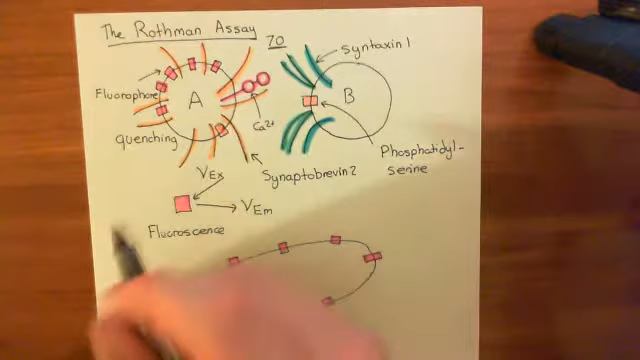 The Rothman Assay
70
syntaxin 1
Fluorophore
A
B
Ca2+
quenching
Phosphatidyl-
serine
Synaptobrevin 2
VEx
VEm
Fluoroscence